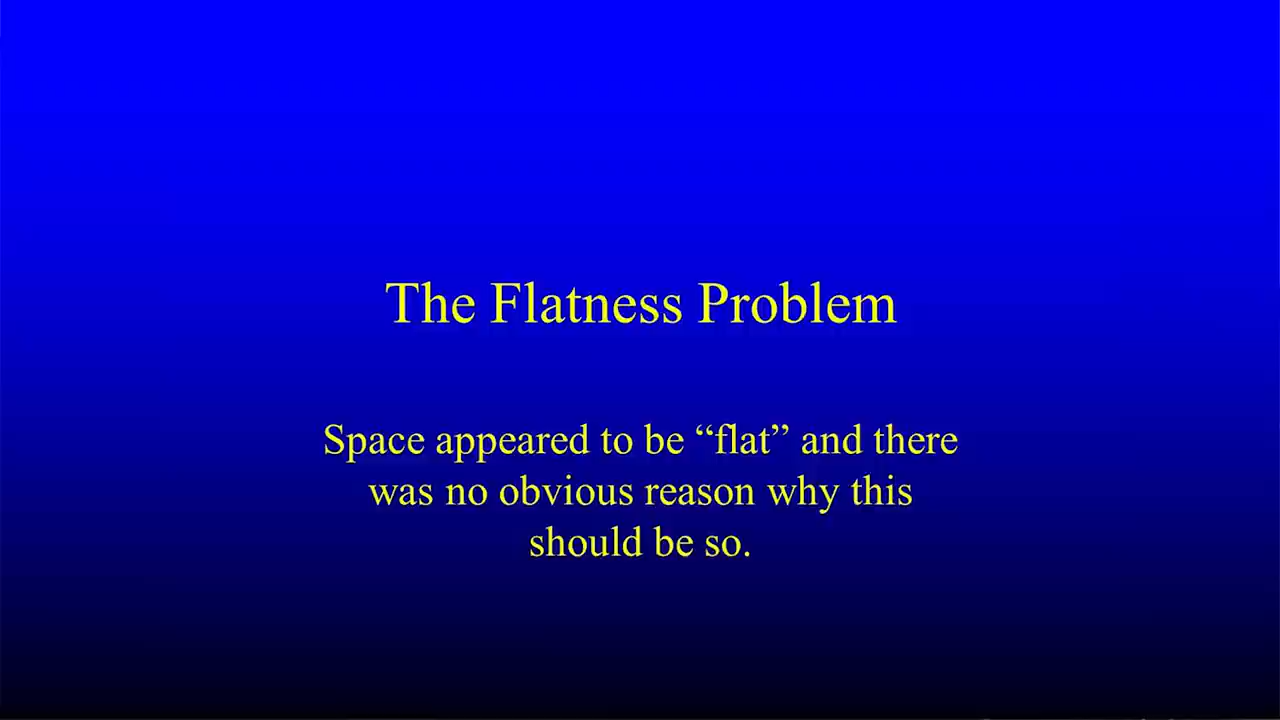 The Flatness Problem
Space appeared to be “flat” and there
was no obvious reason why this
should be so.